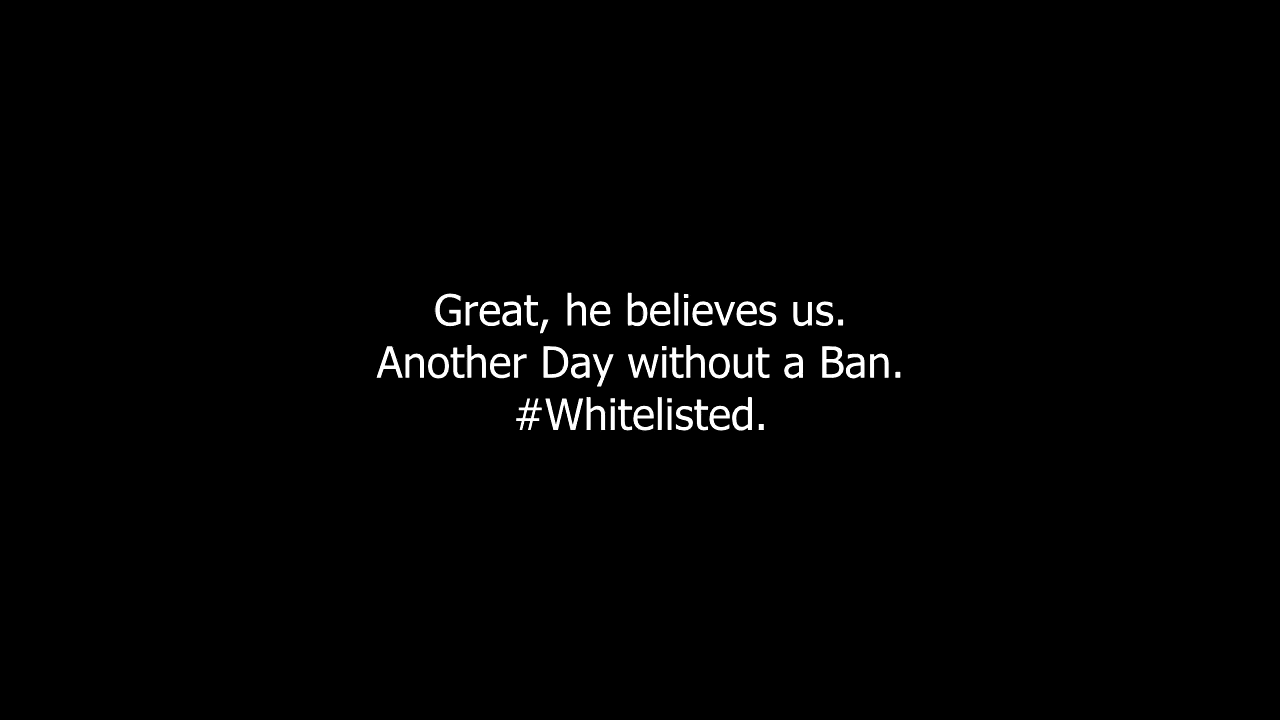 Great, he believes us.
Another Day without a Ban.
#Whitelisted.